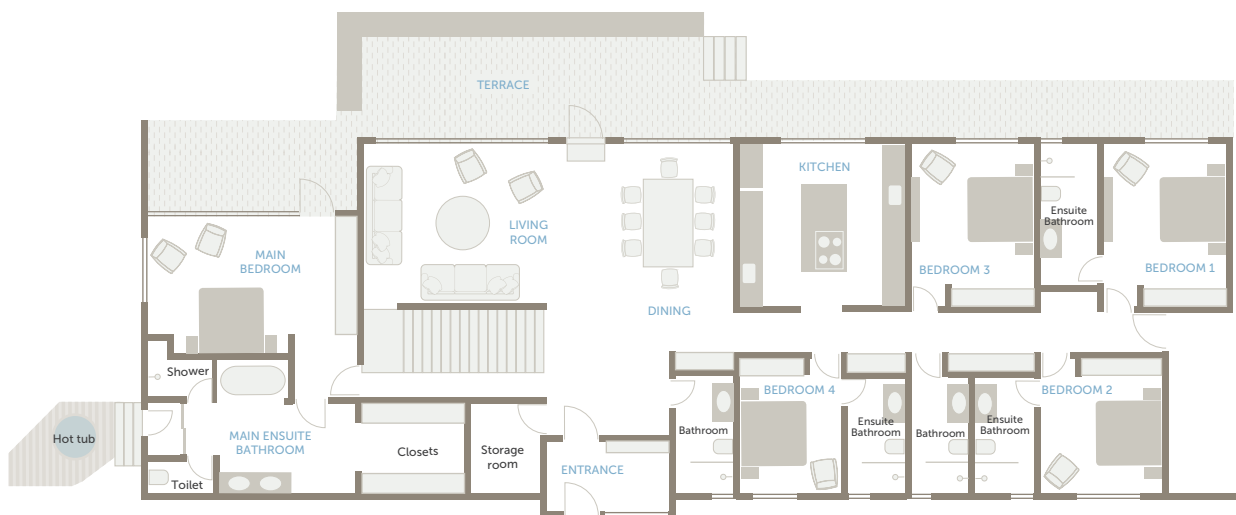 TERRACE
KITCHEN
LIVING
ROOM
Ensuite
Bathroom
MAIN
BEDROOM
BEDROOM 3
BEDROOM 1
DINING
Shower
BEDROOM 4
BEDROOM 2
Hot tub
MAIN ENSUITE
BATHROOM
Bathroom
Ensuite
Bathroom
Bathroom
Ensuite
Bathroom
Closets
Storage
room
ENTRANCE
Toilet